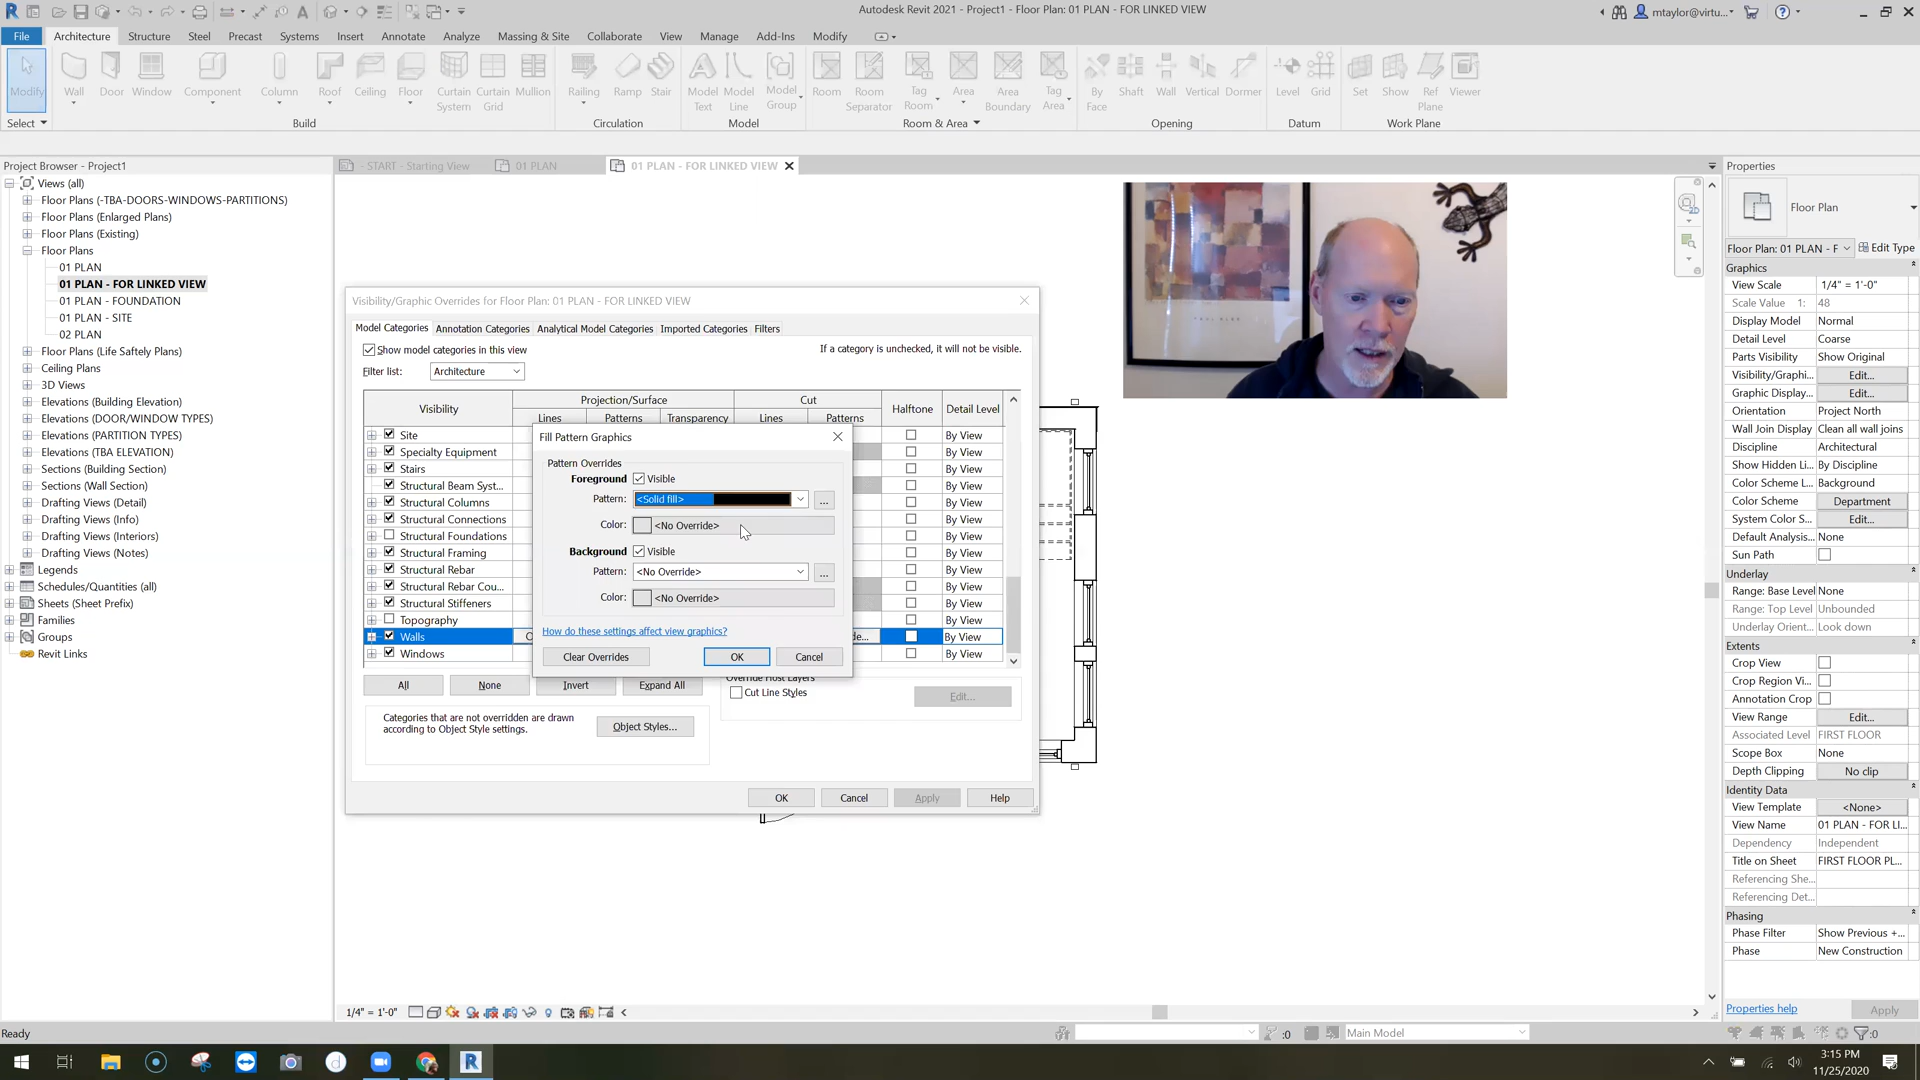 Autodesk Revit 2021 - Project1 - Floor Plan: 01 PLAN - FOR LINKED VIEW
mtaylor@virtu...
File Architecture Structure Steel Precast Systems Insert Annotate Analyze Massing & Site Collaborate View Manage Add-Ins Modify
Modify Wall Door Window Component Column Roof Ceiling Floor Curtain System Curtain Grid Mullion Railing Ramp Stair Model Text Model Line Model Group Room Room Separator Tag Room Area Area Boundary Tag Area By Face Shaft Wall Vertical Dormer Level Grid Set Show Ref Plane Viewer
Select Build Circulation Model Room & Area Opening Datum Work Plane
Project Browser - Project1
- START - Starting View 01 PLAN 01 PLAN - FOR LINKED VIEW
Views (all)
Floor Plans (-TBA-DOORS-WINDOWS-PARTITIONS)
Floor Plans (Enlarged Plans)
Floor Plans (Existing)
Floor Plans
01 PLAN
01 PLAN - FOR LINKED VIEW
01 PLAN - FOUNDATION
01 PLAN - SITE
02 PLAN
Floor Plans (Life Saftely Plans)
Ceiling Plans
3D Views
Elevations (Building Elevation)
Elevations (DOOR/WINDOW TYPES)
Elevations (PARTITION TYPES)
Elevations (TBA ELEVATION)
Sections (Building Section)
Sections (Wall Section)
Drafting Views (Detail)
Drafting Views (Info)
Drafting Views (Interiors)
Drafting Views (Notes)
Legends
Schedules/Quantities (all)
Sheets (Sheet Prefix)
Families
Groups
Revit Links
Visibility/Graphic Overrides for Floor Plan: 01 PLAN - FOR LINKED VIEW
Model Categories Annotation Categories Analytical Model Categories Imported Categories Filters
Show model categories in this view
If a category is unchecked, it will not be visible.
Filter list: Architecture
Visibility Projection/Surface Cut Halftone Detail Level
Lines Patterns Transparency Lines Patterns
Site By View
Specialty Equipment By View
Stairs By View
Structural Beam Syst... By View
Structural Columns By View
Structural Connections By View
Structural Foundations By View
Structural Framing By View
Structural Rebar By View
Structural Rebar Cou... By View
Structural Stiffeners By View
Topography By View
Walls By View
Windows By View
Fill Pattern Graphics
Pattern Overrides
Foreground Visible
Pattern: <Solid fill> ...
Color: <No Override>
Background Visible
Pattern: <No Override> ...
Color: <No Override>
How do these settings affect view graphics?
Clear Overrides OK Cancel
All None Invert Expand All
Override Host Layers
Cut Line Styles Edit...
Categories that are not overridden are drawn
according to Object Style settings.
Object Styles...
OK Cancel Apply Help
Properties
Floor Plan
Floor Plan: 01 PLAN - F Edit Type
Graphics
View Scale 1/4" = 1'-0"
Scale Value 1: 48
Display Model Normal
Detail Level Coarse
Parts Visibility Show Original
Visibility/Graphi... Edit...
Graphic Display... Edit...
Orientation Project North
Wall Join Display Clean all wall joins
Discipline Architectural
Show Hidden Li... By Discipline
Color Scheme L... Background
Color Scheme Department
System Color S... Edit...
Default Analysis... None
Sun Path
Underlay
Range: Base Level None
Range: Top Level Unbounded
Underlay Orient... Look down
Extents
Crop View
Crop Region Vi...
Annotation Crop
View Range Edit...
Associated Level FIRST FLOOR
Scope Box None
Depth Clipping No clip
Identity Data
View Template <None>
View Name 01 PLAN - FOR LI...
Dependency Independent
Title on Sheet FIRST FLOOR PL...
Referencing She...
Referencing Det...
Phasing
Phase Filter Show Previous +...
Phase New Construction
Properties help Apply
1/4" = 1'-0"
Ready
:0 Main Model :0
3:15 PM
11/25/2020